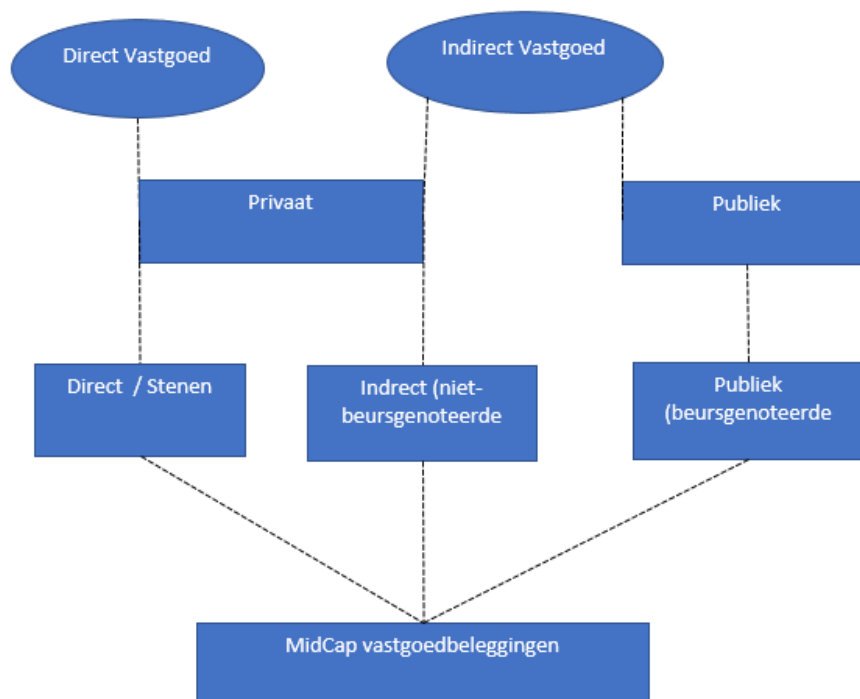 Direct Vastgoed
Indirect Vastgoed
Privaat
Publiek
Direct / Stenen
Indrect (niet-
beursgenoteerde
Publiek
(beursgenoteerde
MidCap vastgoedbeleggingen